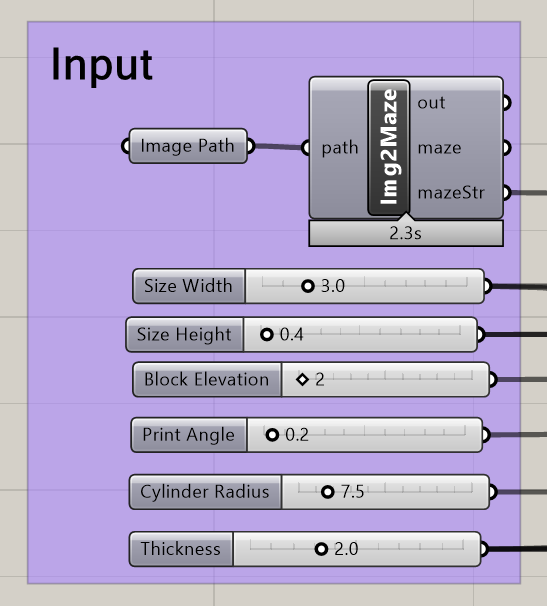 Input
Image Path
path
Img2Maze
out
maze
mazeStr
2.3s
Size Width 3.0
Size Height 0.4
Block Elevation 2
Print Angle 0.2
Cylinder Radius 7.5
Thickness 2.0